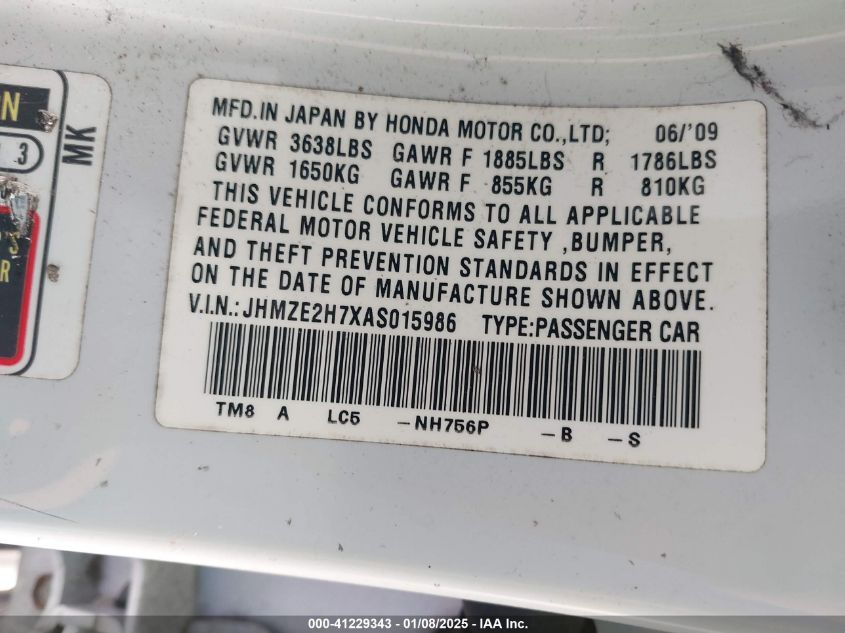 N
3
MK
S
R
MFD.IN JAPAN BY HONDA MOTOR CO.,LTD; 06/'09
GVWR 3638LBS GAWR F 1885LBS R 1786LBS
GVWR 1650KG GAWR F 855KG R 810KG
THIS VEHICLE CONFORMS TO ALL APPLICABLE
FEDERAL MOTOR VEHICLE SAFETY ,BUMPER,
AND THEFT PREVENTION STANDARDS IN EFFECT
ON THE DATE OF MANUFACTURE SHOWN ABOVE.
V.I.N.:JHMZE2H7XAS015986 TYPE:PASSENGER CAR
TM8 A LC5 -NH756P -B -S
000-41229343 - 01/08/2025 - IAA Inc.